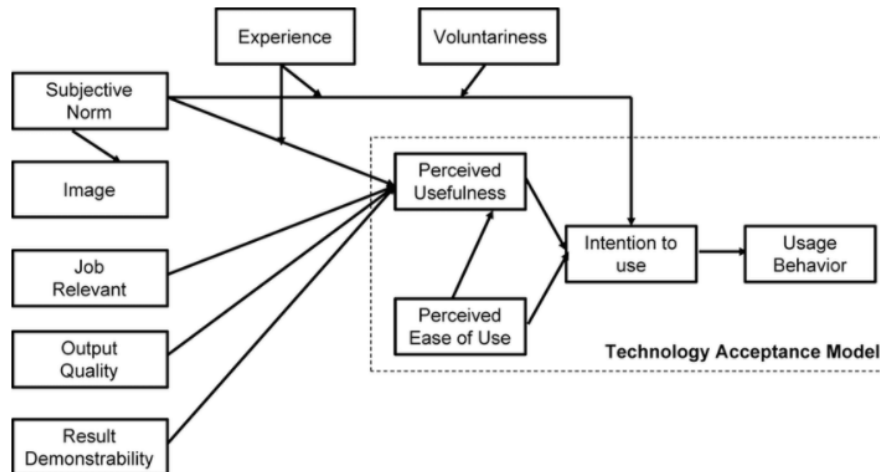 Experience
Voluntariness
Subjective
Norm
Image
Perceived
Usefulness
Job
Relevant
Intention to
use
Usage
Behavior
Perceived
Ease of Use
Output
Quality
Technology Acceptance Model
Result
Demonstrability